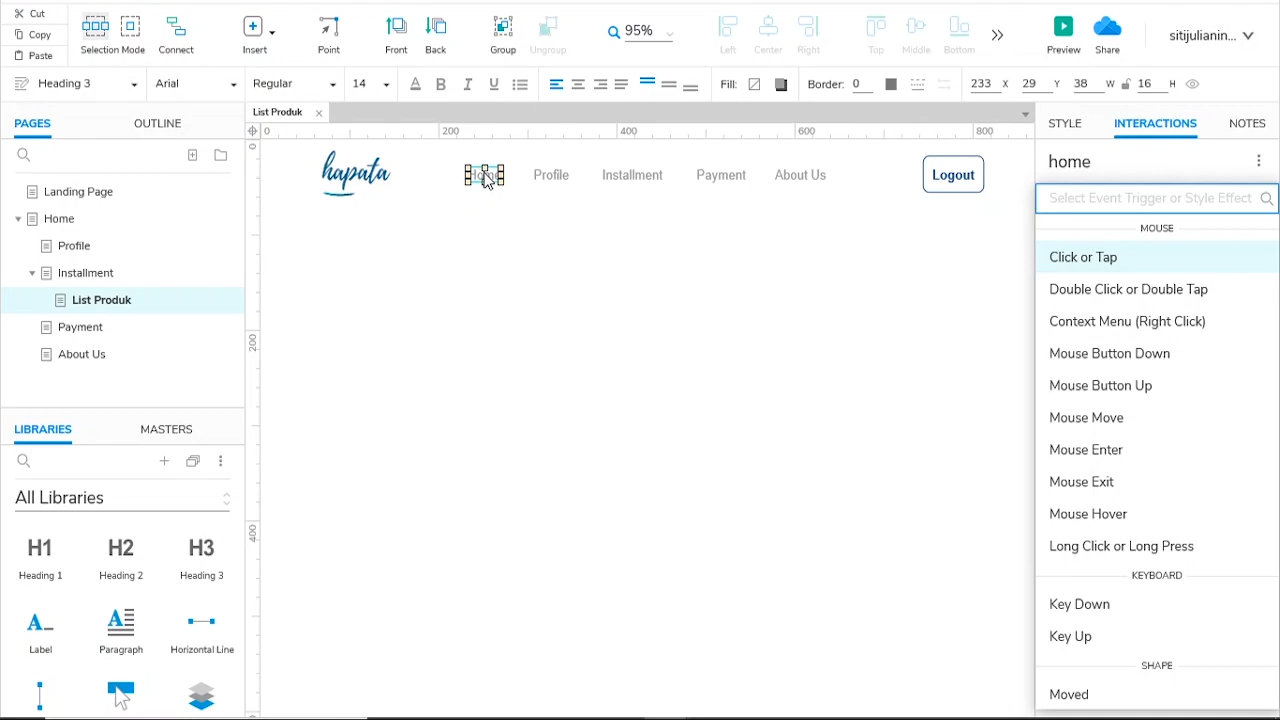 Cut
Copy
Paste
Selection Mode
Connect
Insert
Point
Front
Back
Group
Ungroup
95%
Left
Center
Right
Top
Middle
Bottom
Preview
Share
sitijulianin...
Heading 3
Arial
Regular
14
Fill:
Border: 0
233 X 29 Y 38 W 16 H
PAGES
OUTLINE
Landing Page
Home
Profile
Installment
List Produk
Payment
About Us
LIBRARIES
MASTERS
All Libraries
H1
H2
H3
Heading 1
Heading 2
Heading 3
A
A
Label
Paragraph
Horizontal Line
List Produk
0
200
400
600
800
0
200
400
hapata
Home
Profile
Installment
Payment
About Us
Logout
STYLE
INTERACTIONS
NOTES
home
Select Event Trigger or Style Effect
MOUSE
Click or Tap
Double Click or Double Tap
Context Menu (Right Click)
Mouse Button Down
Mouse Button Up
Mouse Move
Mouse Enter
Mouse Exit
Mouse Hover
Long Click or Long Press
KEYBOARD
Key Down
Key Up
SHAPE
Moved